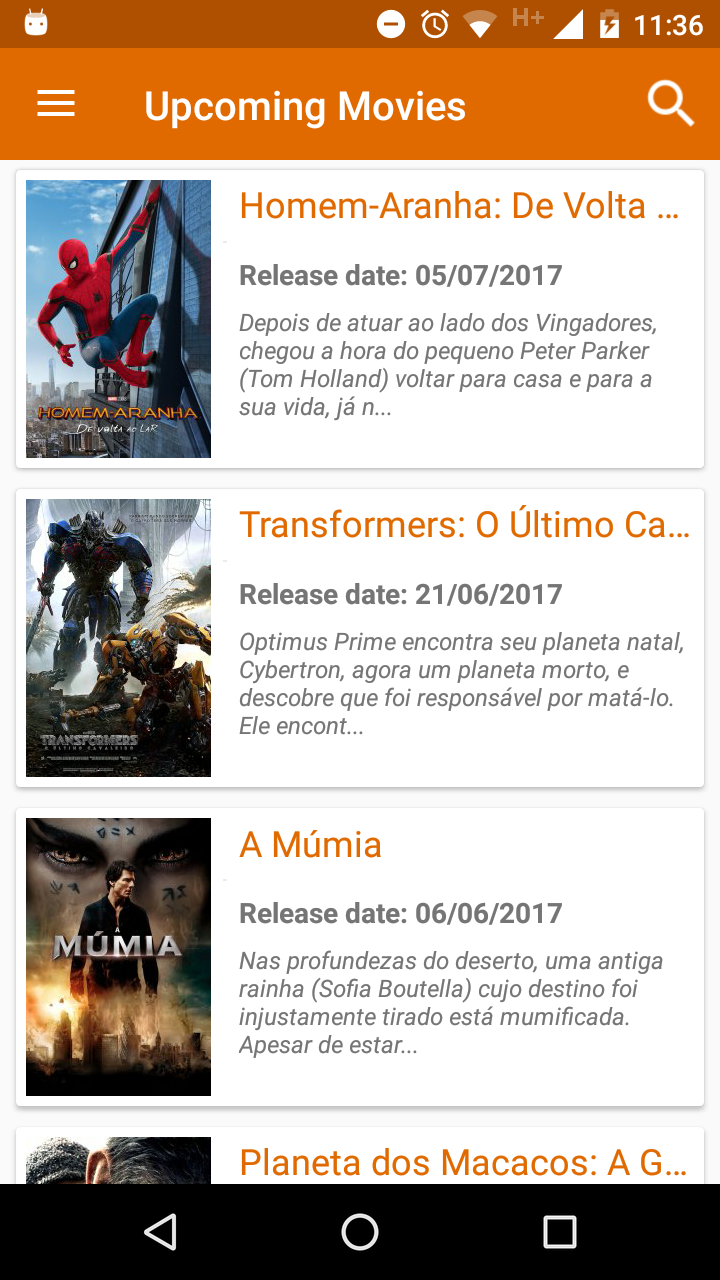 H+ 11:36
Upcoming Movies
Homem-Aranha: De Volta ...
Release date: 05/07/2017
Depois de atuar ao lado dos Vingadores,
chegou a hora do pequeno Peter Parker
(Tom Holland) voltar para casa e para a
sua vida, já n...
HOMEM-ARANHA
De volta ao LAR
Transformers: O Último Ca...
Release date: 21/06/2017
Optimus Prime encontra seu planeta natal,
Cybertron, agora um planeta morto, e
descobre que foi responsável por matá-lo.
Ele encont...
TRANSFORMERS
O ÚLTIMO CAVALEIRO
A Múmia
Release date: 06/06/2017
Nas profundezas do deserto, uma antiga
rainha (Sofia Boutella) cujo destino foi
injustamente tirado está mumificada.
Apesar de estar...
A
MÚMIA
Planeta dos Macacos: A G...